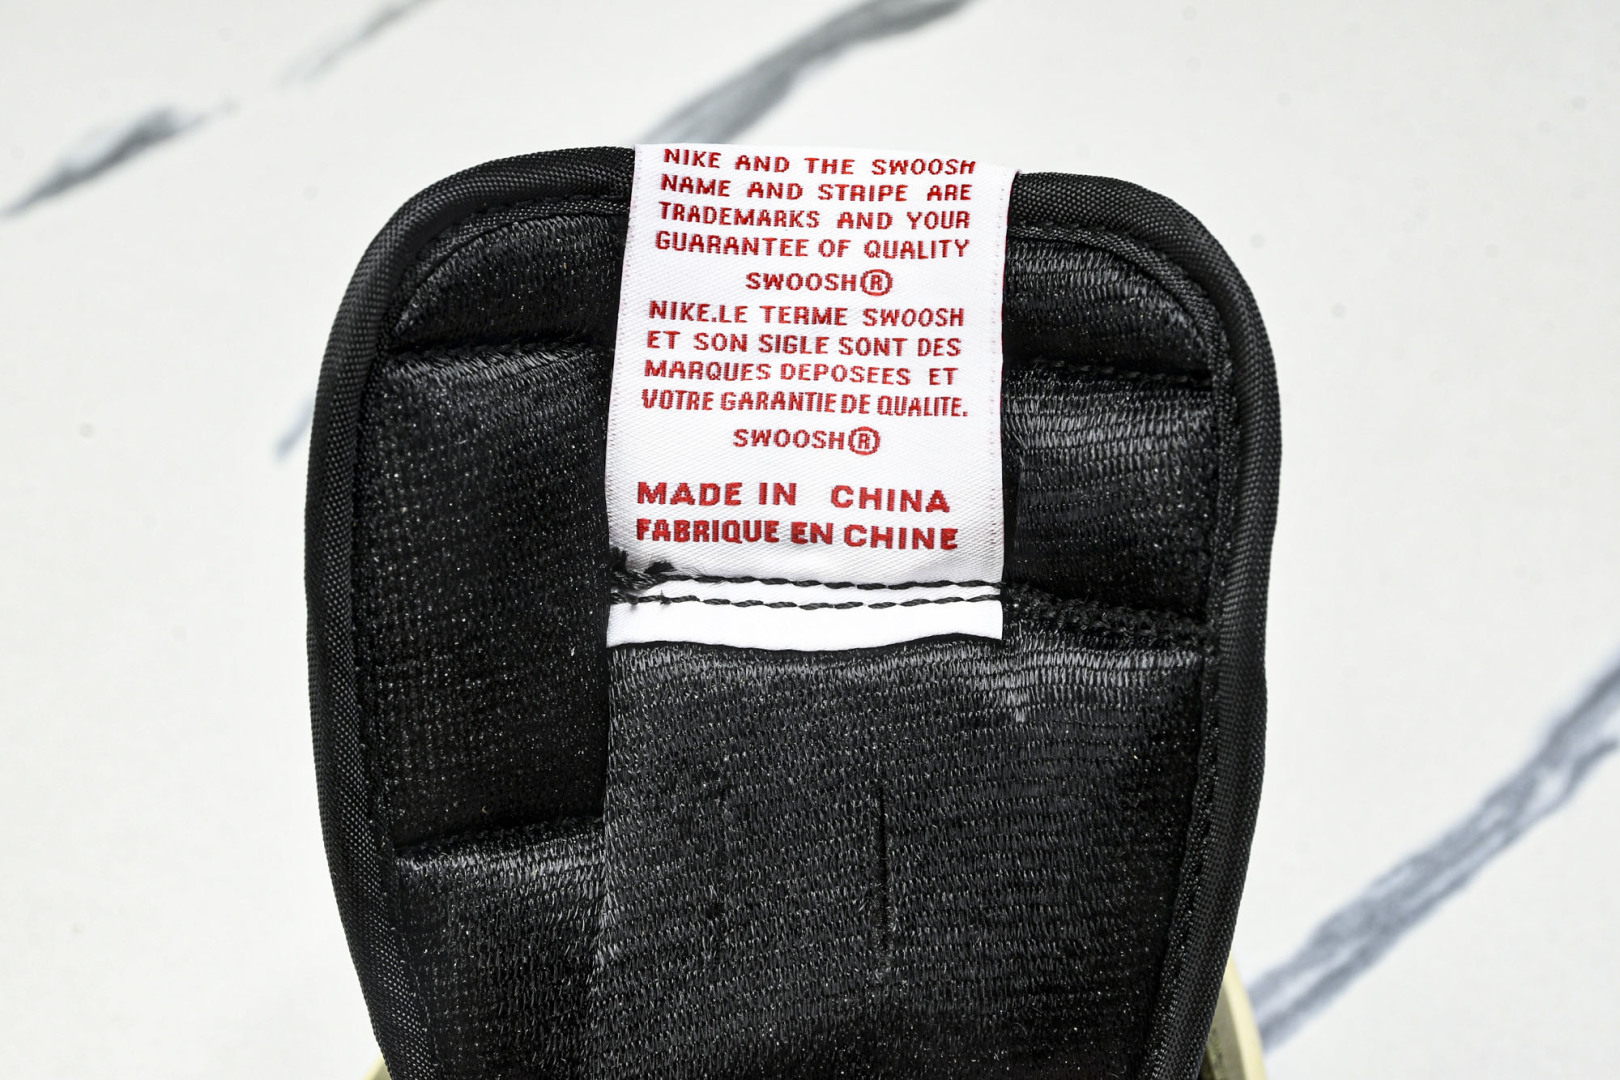 NIKE AND THE SWOOSH
NAME AND STRIPE ARE
TRADEMARKS AND YOUR
GUARANTEE OF QUALITY
SWOOSH®
NIKE.LE TERME SWOOSH
ET SON SIGLE SONT DES
MARQUES DEPOSEES ET
VOTRE GARANTIE DE QUALITE.
SWOOSH®
MADE IN CHINA
FABRIQUE EN CHINE